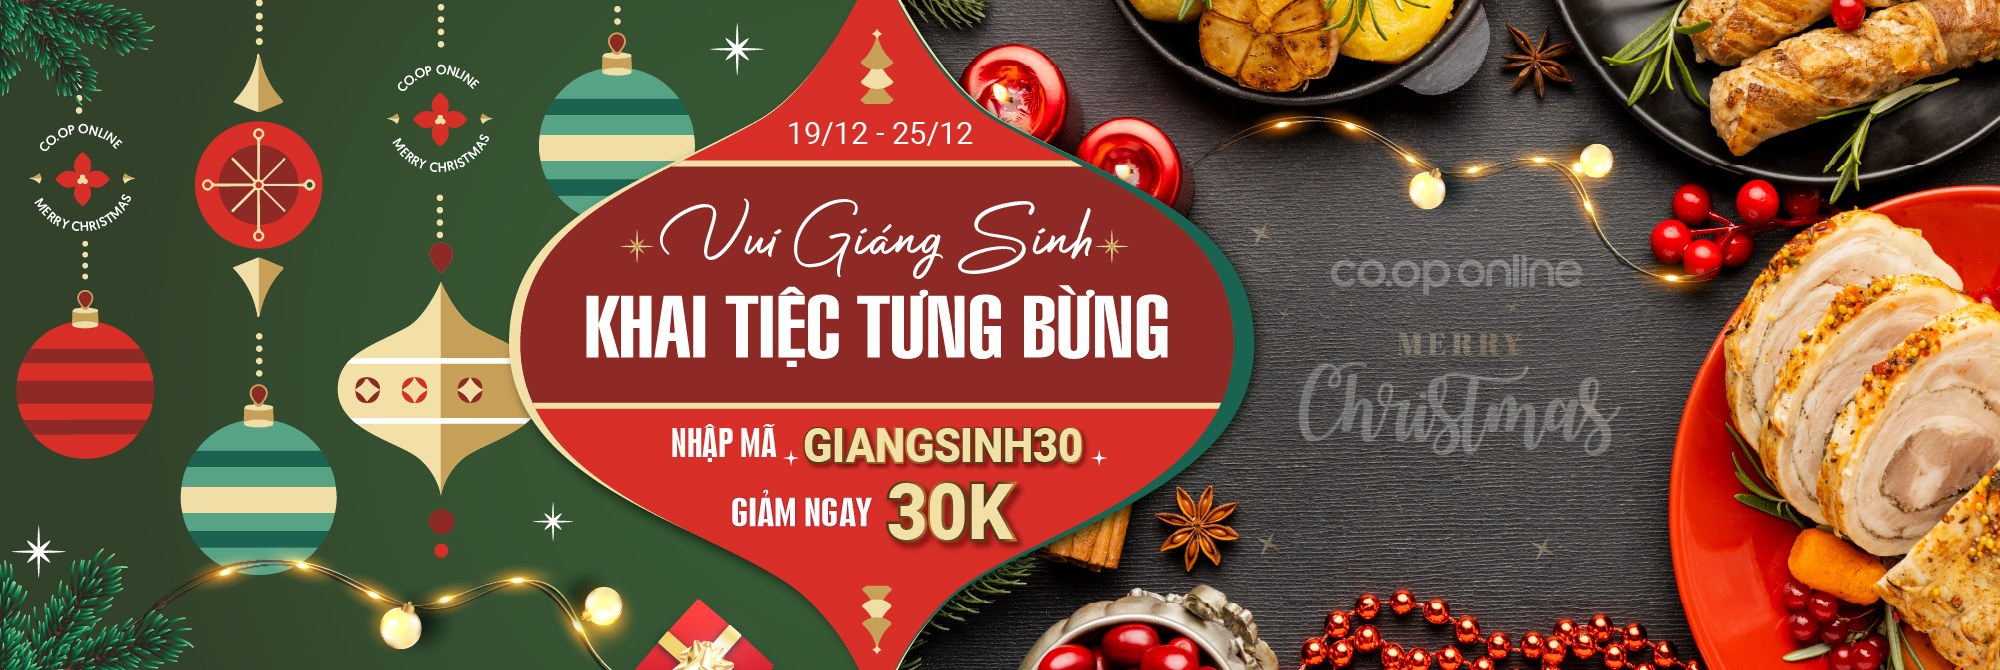 CO.OP ONLINE
MERRY CHRISTMAS
CO.OP ONLINE
MERRY CHRISTMAS
19/12 - 25/12
Vui Giáng Sinh
KHAI TIỆC TƯNG BỪNG
NHẬP MÃ GIANGSINH30
GIẢM NGAY 30K
co.op online
MERRY
Christmas